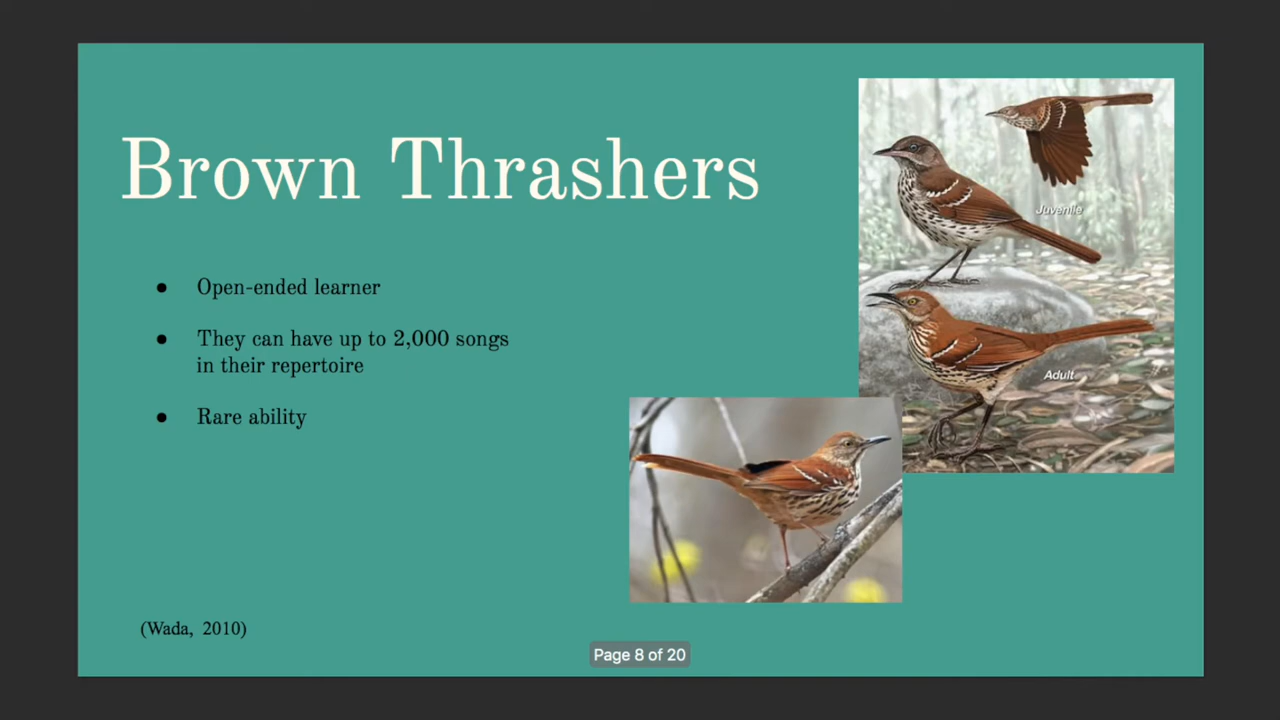 Brown Thrashers
● Open-ended learner
● They can have up to 2,000 songs
in their repertoire
● Rare ability
Juvenile
Adult
(Wada, 2010)
Page 8 of 20